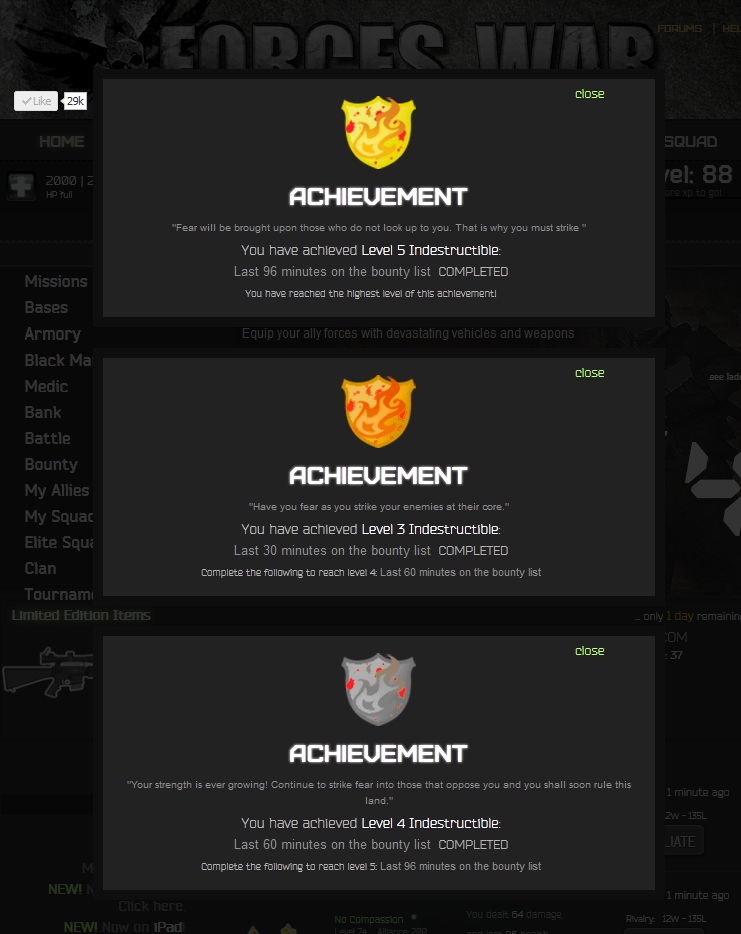 FORCES WAR
FORUMS | HEL
Like 29k
close
HOME
SQUAD
ACHIEVEMENT
2000 | 2
HP full
vel: 88
ore xp to go!
"Fear will be brought upon those who do not look up to you. That is why you must strike "
You have achieved Level 5 Indestructible:
Last 96 minutes on the bounty list COMPLETED
You have reached the highest level of this achievement!
Missions
Bases
Armory
Equip your ally forces with devastating vehicles and weapons
Black Ma
close
Medic
Bank
Battle
Bounty
My Allies
My Squad
Elite Squa
Clan
Tourname
ACHIEVEMENT
"Have you fear as you strike your enemies at their core."
You have achieved Level 3 Indestructible:
Last 30 minutes on the bounty list COMPLETED
Complete the following to reach level 4: Last 60 minutes on the bounty list
Limited Edition Items
... only 1 day remainin
COM
: 37
close
ACHIEVEMENT
"Your strength is ever growing! Continue to strike fear into those that oppose you and you shall soon rule this
land."
You have achieved Level 4 Indestructible:
Last 60 minutes on the bounty list COMPLETED
Complete the following to reach level 5: Last 96 minutes on the bounty list
1 minute ago
12w - 135L
LIATE
1 minute ago
Rivalry: 12w - 135L
NEW! N
Click here.
NEW! Now on iPad!
No Compassion
You dealt 64 damage,